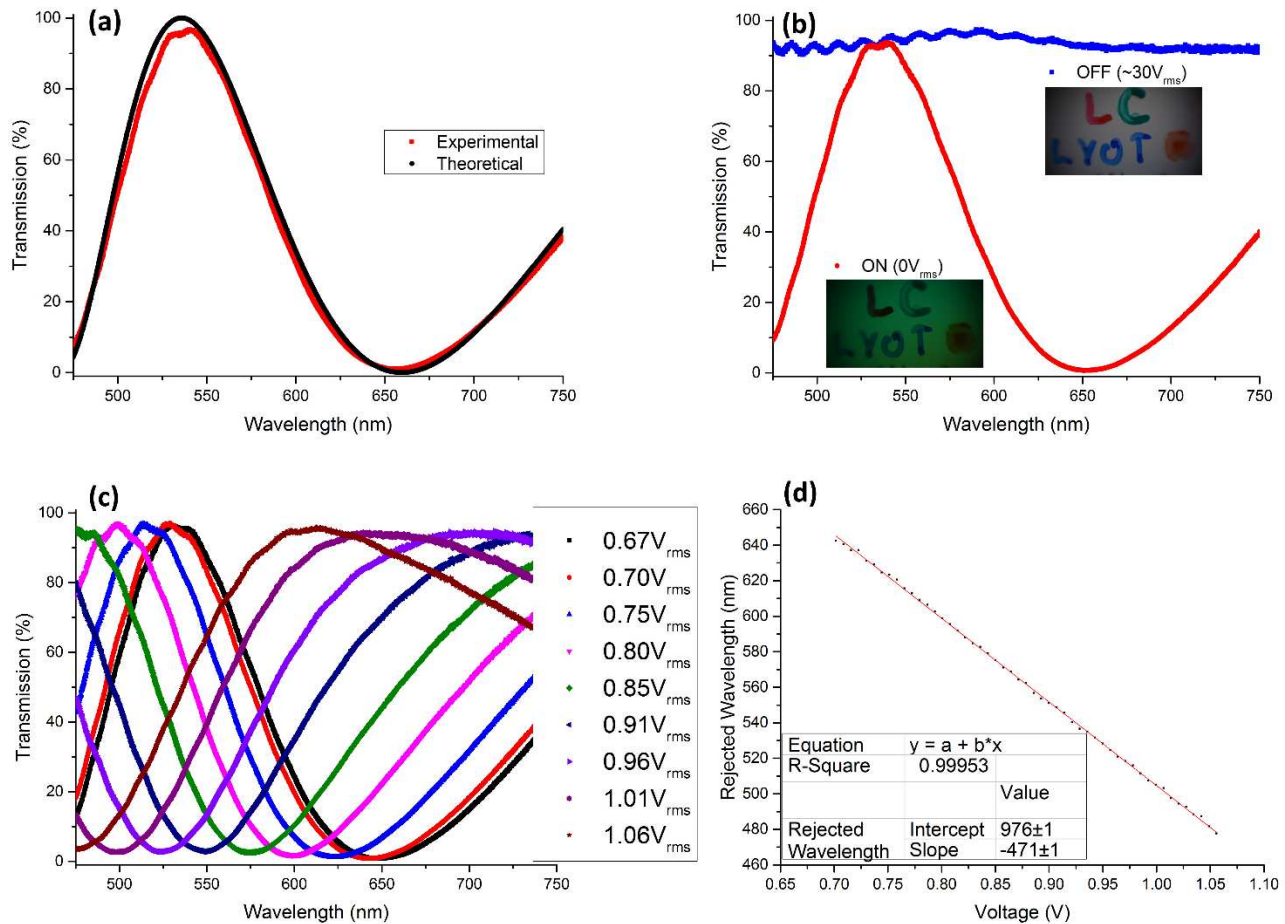 (a)
100
80
60
40
20
0
Transmission (%)
Experimental
Theoretical
500 550 600 650 700 750
Wavelength (nm)
(b)
100
80
60
40
20
0
Transmission (%)
OFF (~30Vrms)
LC
LYOT
ON (0Vrms)
LC
LYOT
500 550 600 650 700 750
Wavelength (nm)
(c)
100
80
60
40
20
0
Transmission (%)
0.67Vrms
0.70Vrms
0.75Vrms
0.80Vrms
0.85Vrms
0.91Vrms
0.96Vrms
1.01Vrms
1.06Vrms
500 550 600 650 700 750
Wavelength (nm)
(d)
660
640
620
600
580
560
540
520
500
480
460
Rejected Wavelength (nm)
Equation y = a + b*x
R-Square 0.99953
Value
Rejected Intercept 976±1
Wavelength Slope -471±1
0.65 0.70 0.75 0.80 0.85 0.90 0.95 1.00 1.05 1.10
Voltage (V)